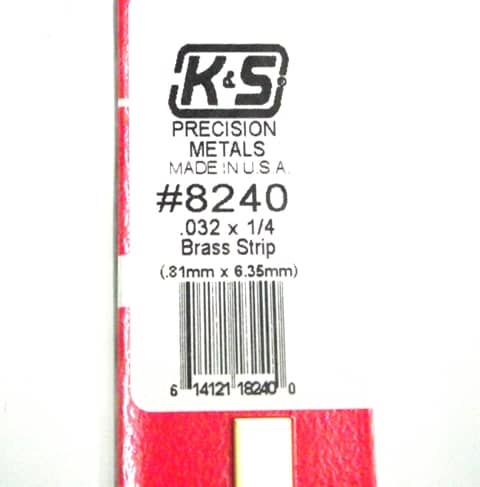 K&S®
PRECISION
METALS
MADE IN U.S.A.
#8240
.032 x 1/4
Brass Strip
(.81mm x 6.35mm)
6 14121 18240 0